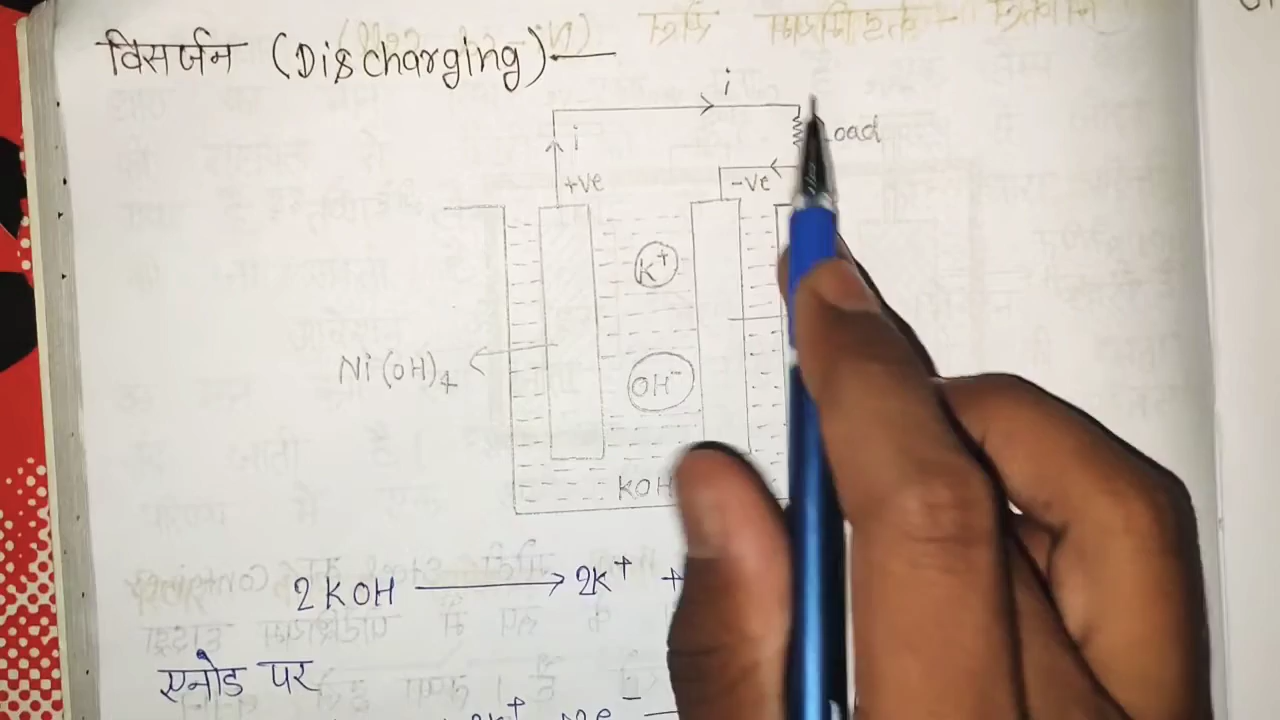 विसर्जन (Discharging) —
i
i
Load
+ve
-ve
K⁺
Ni(OH)₄
OH⁻
KOH
2KOH ⟶ 2K⁺ +
एनोड पर